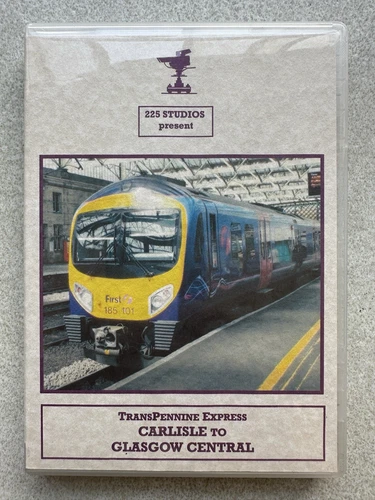 225 STUDIOS
present
First
185 101
TRANSPENNINE EXPRESS
CARLISLE TO
GLASGOW CENTRAL